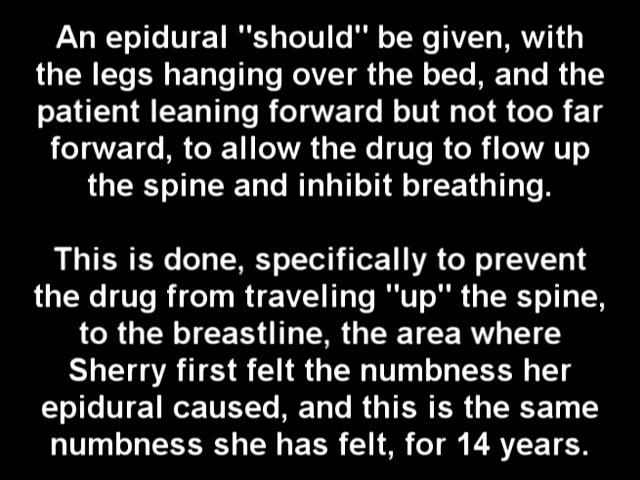 An epidural "should" be given, with
the legs hanging over the bed, and the
patient leaning forward but not too far
forward, to allow the drug to flow up
the spine and inhibit breathing.
This is done, specifically to prevent
the drug from traveling "up" the spine,
to the breastline, the area where
Sherry first felt the numbness her
epidural caused, and this is the same
numbness she has felt, for 14 years.